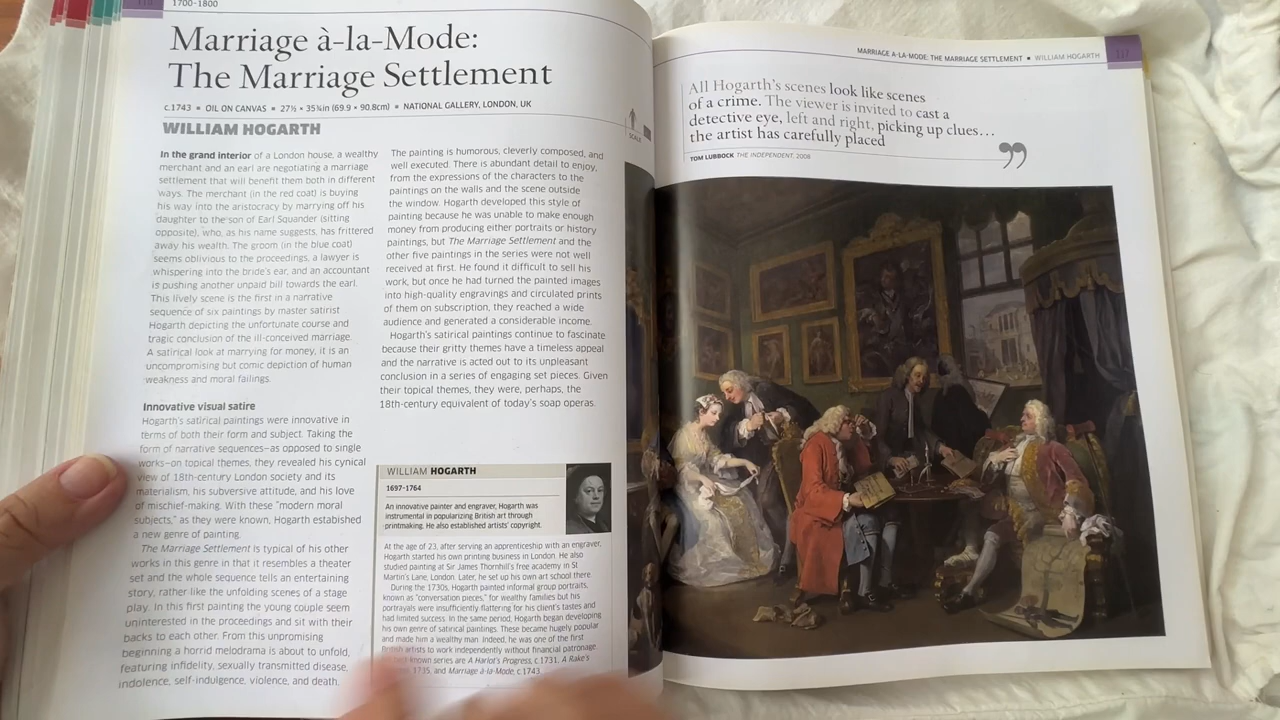 1700–1800
Marriage à-la-Mode:
The Marriage Settlement
c.1743 ▪ OIL ON CANVAS ▪ 27½ × 35¾in (69.9 × 90.8cm) ▪ NATIONAL GALLERY, LONDON, UK
WILLIAM HOGARTH
SCALE
In the grand interior of a London house, a wealthy
merchant and an earl are negotiating a marriage
settlement that will benefit them both in different
ways. The merchant (in the red coat) is buying
his way into the aristocracy by marrying off his
daughter to the son of Earl Squander (sitting
opposite), who, as his name suggests, has frittered
away his wealth. The groom (in the blue coat)
seems oblivious to the proceedings, a lawyer is
whispering into the bride's ear, and an accountant
is pushing another unpaid bill towards the earl.
This lively scene is the first in a narrative
sequence of six paintings by master satirist
Hogarth depicting the unfortunate course and
tragic conclusion of the ill-conceived marriage.
A satirical look at marrying for money, it is an
uncompromising but comic depiction of human
weakness and moral failings.
Innovative visual satire
Hogarth's satirical paintings were innovative in
terms of both their form and subject. Taking the
form of narrative sequences—as opposed to single
works—on topical themes, they revealed his cynical
view of 18th-century London society and its
materialism, his subversive attitude, and his love
of mischief-making. With these "modern moral
subjects," as they were known, Hogarth established
a new genre of painting.
The Marriage Settlement is typical of his other
works in this genre in that it resembles a theater
set and the whole sequence tells an entertaining
story, rather like the unfolding scenes of a stage
play. In this first painting the young couple seem
uninterested in the proceedings and sit with their
backs to each other. From this unpromising
beginning a horrid melodrama is about to unfold,
featuring infidelity, sexually transmitted disease,
indolence, self-indulgence, violence, and death.
The painting is humorous, cleverly composed, and
well executed. There is abundant detail to enjoy,
from the expressions of the characters to the
paintings on the walls and the scene outside
the window. Hogarth developed this style of
painting because he was unable to make enough
money from producing either portraits or history
paintings, but The Marriage Settlement and the
other five paintings in the series were not well
received at first. He found it difficult to sell his
work, but once he had turned the painted images
into high-quality engravings and circulated prints
of them on subscription, they reached a wide
audience and generated a considerable income.
Hogarth's satirical paintings continue to fascinate
because their gritty themes have a timeless appeal
and the narrative is acted out to its unpleasant
conclusion in a series of engaging set pieces. Given
their topical themes, they were, perhaps, the
18th-century equivalent of today's soap operas.
WILLIAM HOGARTH
1697-1764
An innovative painter and engraver, Hogarth was
instrumental in popularizing British art through
printmaking. He also established artists' copyright.
At the age of 23, after serving an apprenticeship with an engraver,
Hogarth started his own printing business in London. He also
studied painting at Sir James Thornhill's free academy in St
Martin's Lane, London. Later, he set up his own art school there
During the 1730s, Hogarth painted informal group portraits,
known as "conversation pieces," for wealthy families but his
portrayals were insufficiently flattering for his client's tastes and
had limited success. In the same period, Hogarth began developing
his own genre of satirical paintings. These became hugely popular
and made him a wealthy man. Indeed, he was one of the first
British artists to work independently without financial patronage.
known series are A Harlot's Progress, c.1731, A Rake's
1735, and Marriage à-la-Mode, c.1743.
MARRIAGE A-LA-MODE: THE MARRIAGE SETTLEMENT ▪ WILLIAM HOGARTH
All Hogarth's scenes look like scenes
of a crime. The viewer is invited to cast a
detective eye, left and right, picking up clues…
the artist has carefully placed
TOM LUBBOCK THE INDEPENDENT, 2008
”